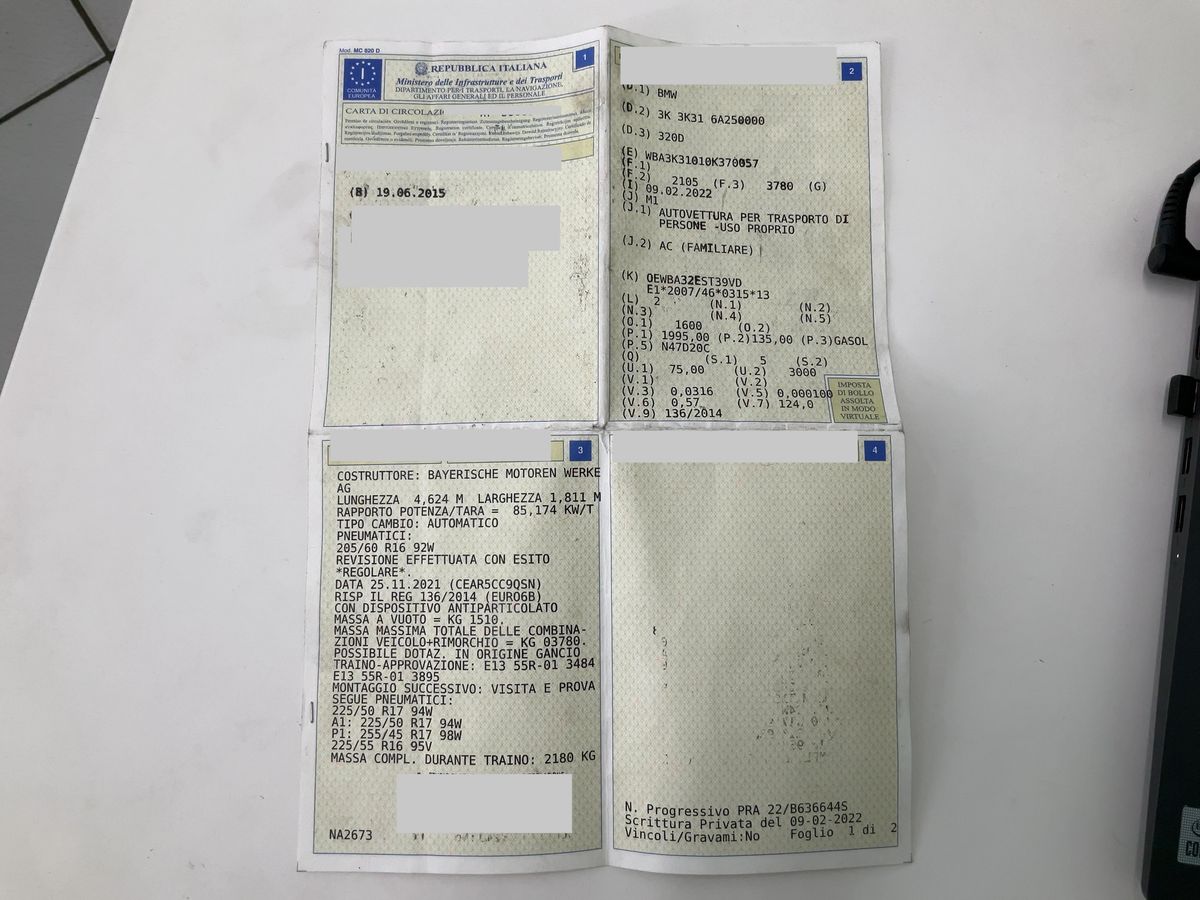 Mod. MC 820 D
1
COMUNITÀ
EUROPEA
REPUBBLICA ITALIANA
Ministero delle Infrastrutture e dei Trasporti
DIPARTIMENTO PER I TRASPORTI, LA NAVIGAZIONE,
GLI AFFARI GENERALI ED IL PERSONALE
CARTA DI CIRCOLAZI
(B) 19.06.2015
2
(D.1) BMW
(D.2) 3K 3K31 6A250000
(D.3) 320D
(E) WBA3K31010K370057
(F.1)
(F.2) 2105 (F.3) 3780 (G)
(I) 09.02.2022
(J) M1
(J.1) AUTOVETTURA PER TRASPORTO DI
PERSONE -USO PROPRIO
(J.2) AC (FAMILIARE)
(K) OEWBA32EST39VD
E1*2007/46*0315*13
(L) 2 (N.1) (N.2)
(N.3) (N.4) (N.5)
(O.1) 1600 (O.2)
(P.1) 1995,00 (P.2)135,00 (P.3)GASOL
(P.5) N47D20C
(Q) (S.1) 5 (S.2)
(U.1) 75,00 (U.2) 3000
(V.1) (V.2)
(V.3) 0,0316 (V.5) 0,000100
(V.6) 0,57 (V.7) 124,0
(V.9) 136/2014
IMPOSTA
DI BOLLO
ASSOLTA
IN MODO
VIRTUALE
3
COSTRUTTORE: BAYERISCHE MOTOREN WERKE
AG
LUNGHEZZA 4,624 M LARGHEZZA 1,811 M
RAPPORTO POTENZA/TARA = 85,174 KW/T
TIPO CAMBIO: AUTOMATICO
PNEUMATICI:
205/60 R16 92W
REVISIONE EFFETTUATA CON ESITO
*REGOLARE*.
DATA 25.11.2021 (CEAR5CC9QSN)
RISP IL REG 136/2014 (EURO6B)
CON DISPOSITIVO ANTIPARTICOLATO
MASSA A VUOTO = KG 1510.
MASSA MASSIMA TOTALE DELLE COMBINA-
ZIONI VEICOLO+RIMORCHIO = KG 03780.
POSSIBILE DOTAZ. IN ORIGINE GANCIO
TRAINO-APPROVAZIONE: E13 55R-01 3484
E13 55R-01 3895
MONTAGGIO SUCCESSIVO: VISITA E PROVA
SEGUE PNEUMATICI:
225/50 R17 94W
A1: 225/50 R17 94W
P1: 255/45 R17 98W
225/55 R16 95V
MASSA COMPL. DURANTE TRAINO: 2180 KG
NA2673
4
N. Progressivo PRA 22/B636644S
Scrittura Privata del 09-02-2022
Vincoli/Gravami:No Foglio 1 di 2